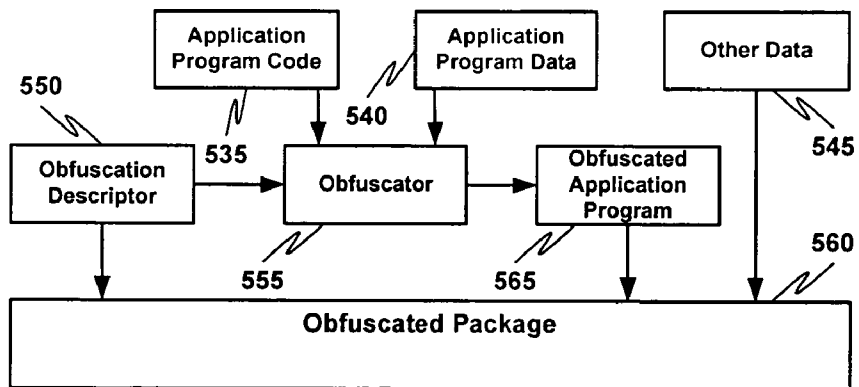 Application
Program Code
Application
Program Data
Other Data
550
535
540
545
Obfuscation
Descriptor
Obfuscator
Obfuscated
Application
Program
555
565
560
Obfuscated Package